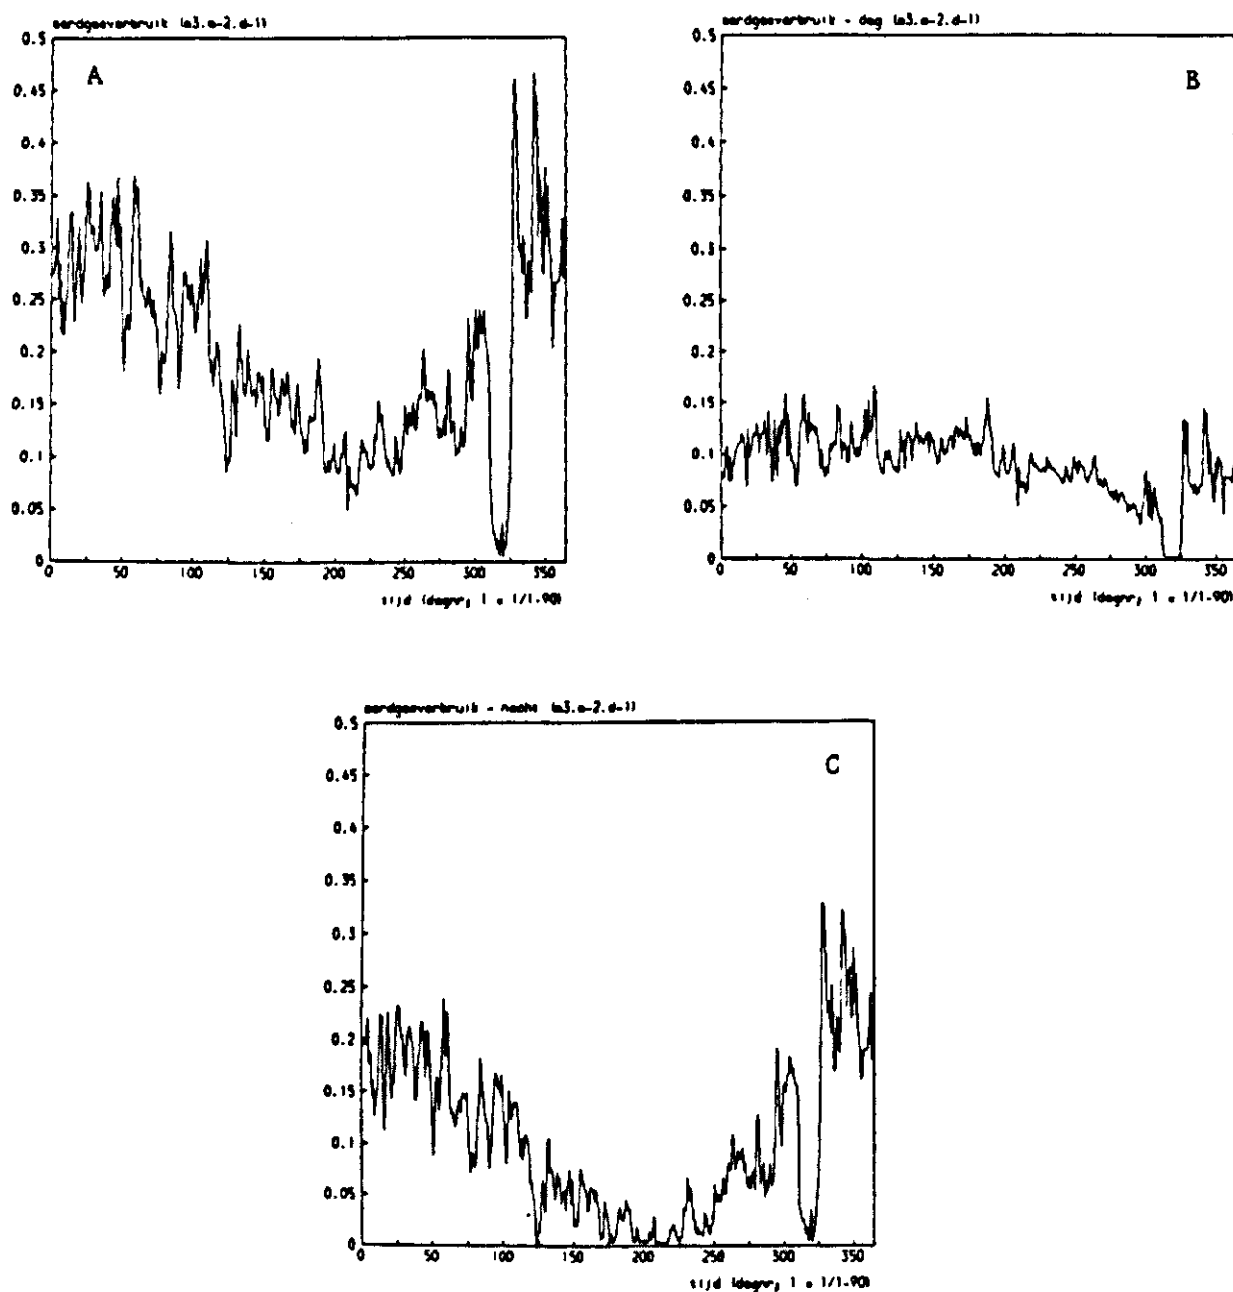 aardgasverbruik (m3.m-2.d-1)
A
0.5
0.45
0.4
0.35
0.3
0.25
0.2
0.15
0.1
0.05
0
0 50 100 150 200 250 300 350
tijd (dagnr; 1 = 1/1-90)
aardgasverbruik - dag (m3.m-2.d-1)
B
0.5
0.45
0.4
0.35
0.3
0.25
0.2
0.15
0.1
0.05
0
0 50 100 150 200 250 300 350
tijd (dagnr; 1 = 1/1-90)
aardgasverbruik - nacht (m3.m-2.d-1)
C
0.5
0.45
0.4
0.35
0.3
0.25
0.2
0.15
0.1
0.05
0
0 50 100 150 200 250 300 350
tijd (dagnr; 1 = 1/1-90)